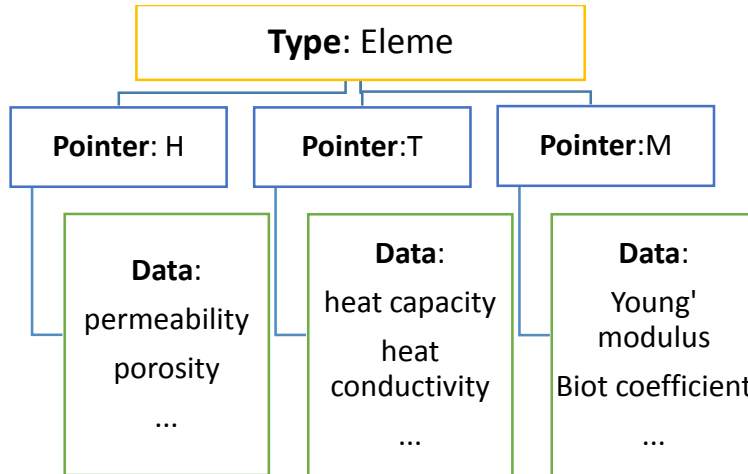 Type: Eleme
Pointer: H
Pointer:T
Pointer:M
Data:
permeability
porosity
...
Data:
heat capacity
heat
conductivity
...
Data:
Young'
modulus
Biot coefficient
...